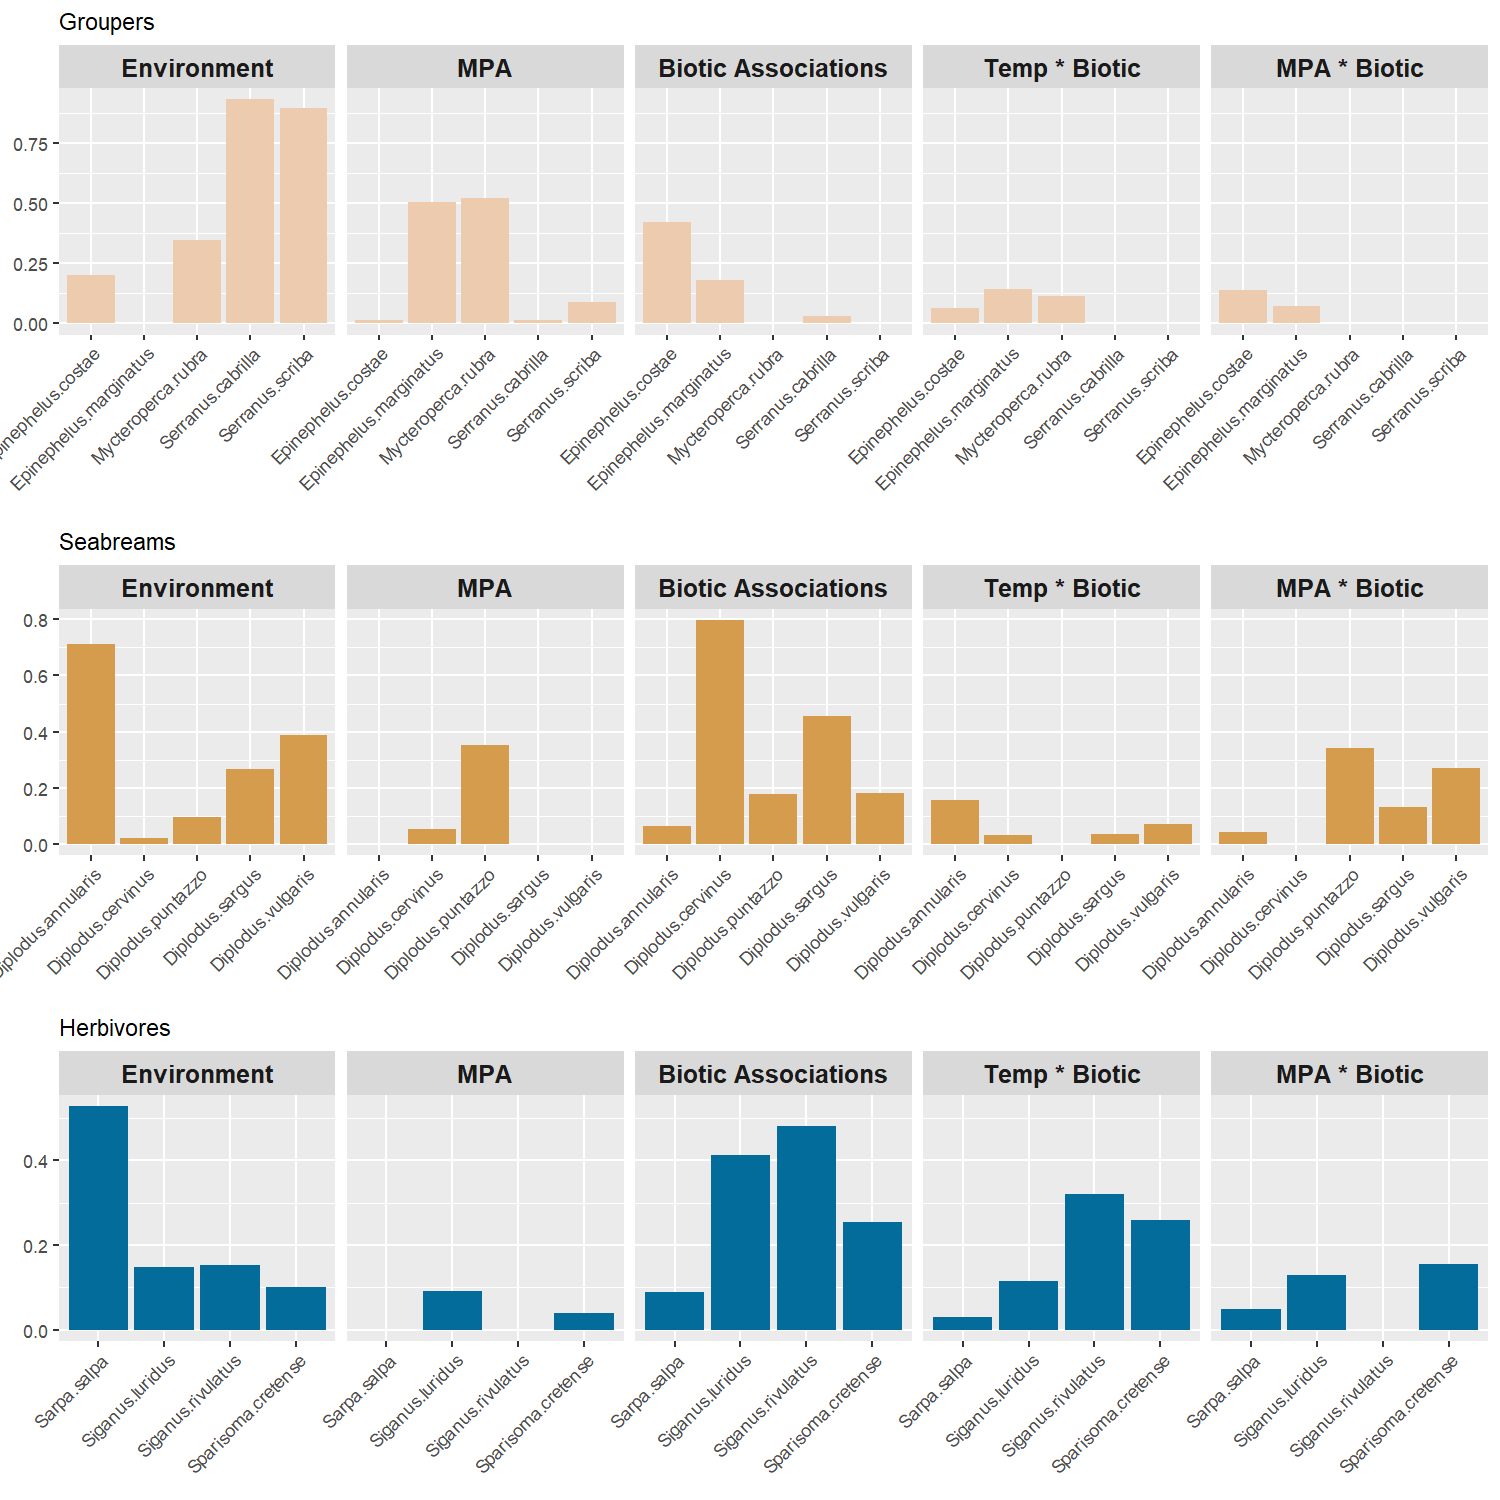 Groupers
Environment MPA Biotic Associations Temp * Biotic MPA * Biotic
0.75
0.50
0.25
0.00
pinephelus.costae Epinephelus.marginatus Mycteroperca.rubra Serranus.cabrilla Serranus.scriba Epinephelus.costae Epinephelus.marginatus Mycteroperca.rubra Serranus.cabrilla Serranus.scriba Epinephelus.costae Epinephelus.marginatus Mycteroperca.rubra Serranus.cabrilla Serranus.scriba Epinephelus.costae Epinephelus.marginatus Mycteroperca.rubra Serranus.cabrilla Serranus.scriba Epinephelus.costae Epinephelus.marginatus Mycteroperca.rubra Serranus.cabrilla Serranus.scriba
Seabreams
Environment MPA Biotic Associations Temp * Biotic MPA * Biotic
0.8
0.6
0.4
0.2
0.0
Diplodus.annularis Diplodus.cervinus Diplodus.puntazzo Diplodus.sargus Diplodus.vulgaris Diplodus.annularis Diplodus.cervinus Diplodus.puntazzo Diplodus.sargus Diplodus.vulgaris Diplodus.annularis Diplodus.cervinus Diplodus.puntazzo Diplodus.sargus Diplodus.vulgaris Diplodus.annularis Diplodus.cervinus Diplodus.puntazzo Diplodus.sargus Diplodus.vulgaris Diplodus.annularis Diplodus.cervinus Diplodus.puntazzo Diplodus.sargus Diplodus.vulgaris
Herbivores
Environment MPA Biotic Associations Temp * Biotic MPA * Biotic
0.4
0.2
0.0
Sarpa.salpa Siganus.luridus Siganus.rivulatus Sparisoma.cretense Sarpa.salpa Siganus.luridus Siganus.rivulatus Sparisoma.cretense Sarpa.salpa Siganus.luridus Siganus.rivulatus Sparisoma.cretense Sarpa.salpa Siganus.luridus Siganus.rivulatus Sparisoma.cretense Sarpa.salpa Siganus.luridus Siganus.rivulatus Sparisoma.cretense